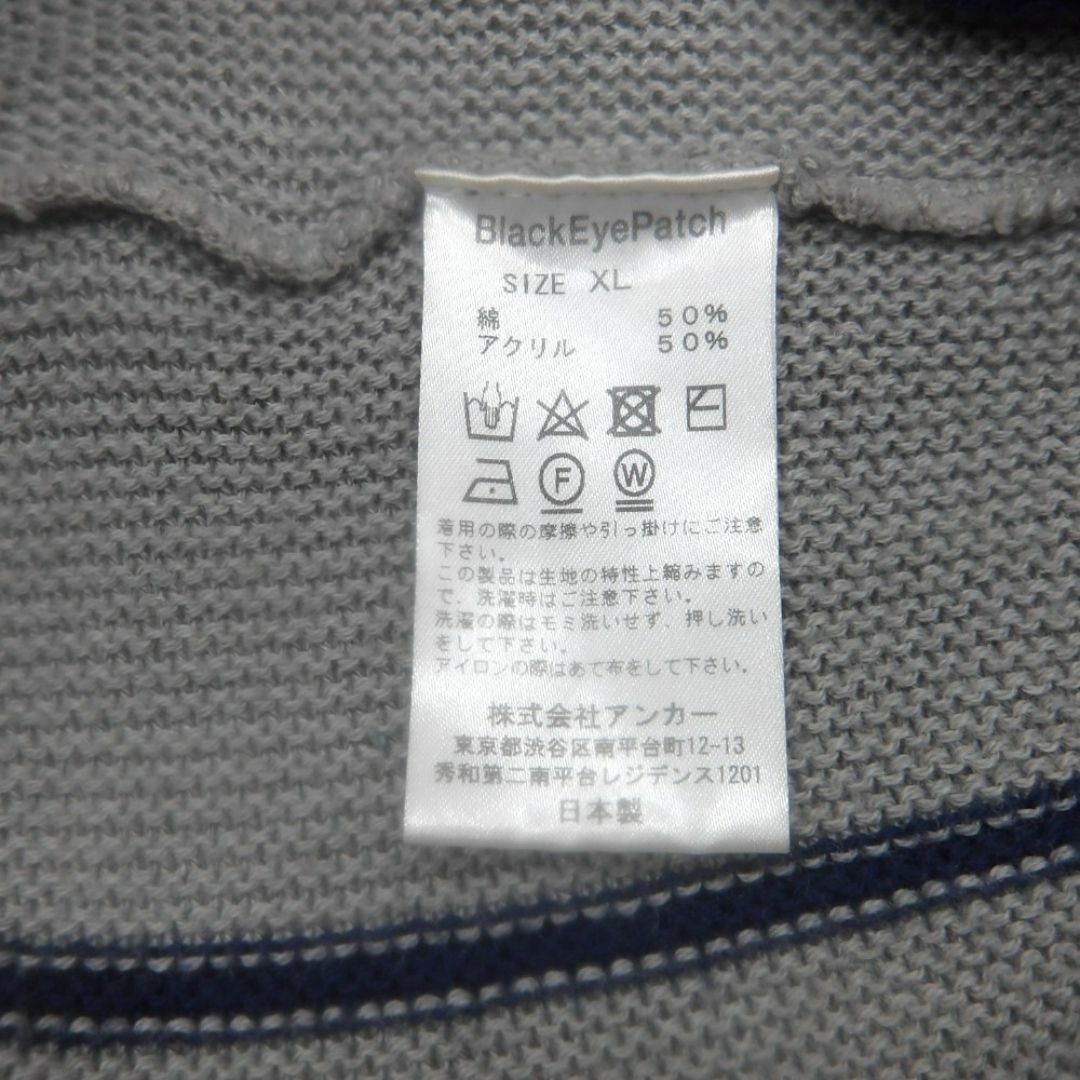 BlackEyePatch
SIZE XL
綿 50%
アクリル 50%
F W
着用の際の摩擦や引っ掛けにご注意
下さい。
この製品は生地の特性上縮みますの
で、洗濯時はご注意下さい。
洗濯の際はモミ洗いせず、押し洗い
をして下さい。
アイロンの際はあて布をして下さい。
株式会社アンカー
東京都渋谷区南平台町12-13
秀和第二南平台レジデンス1201
日本製